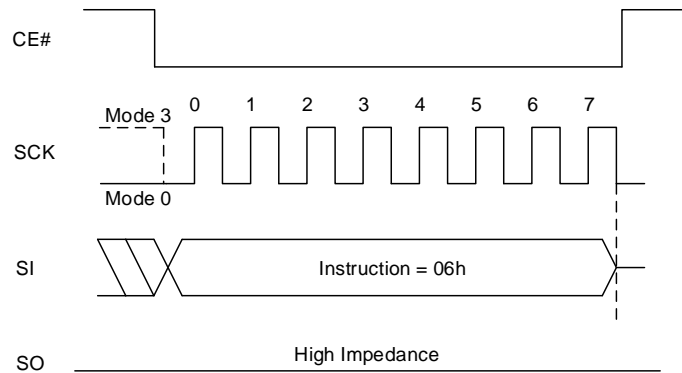 CE#
0 1 2 3 4 5 6 7
Mode 3
SCK
Mode 0
SI
Instruction = 06h
High Impedance
SO